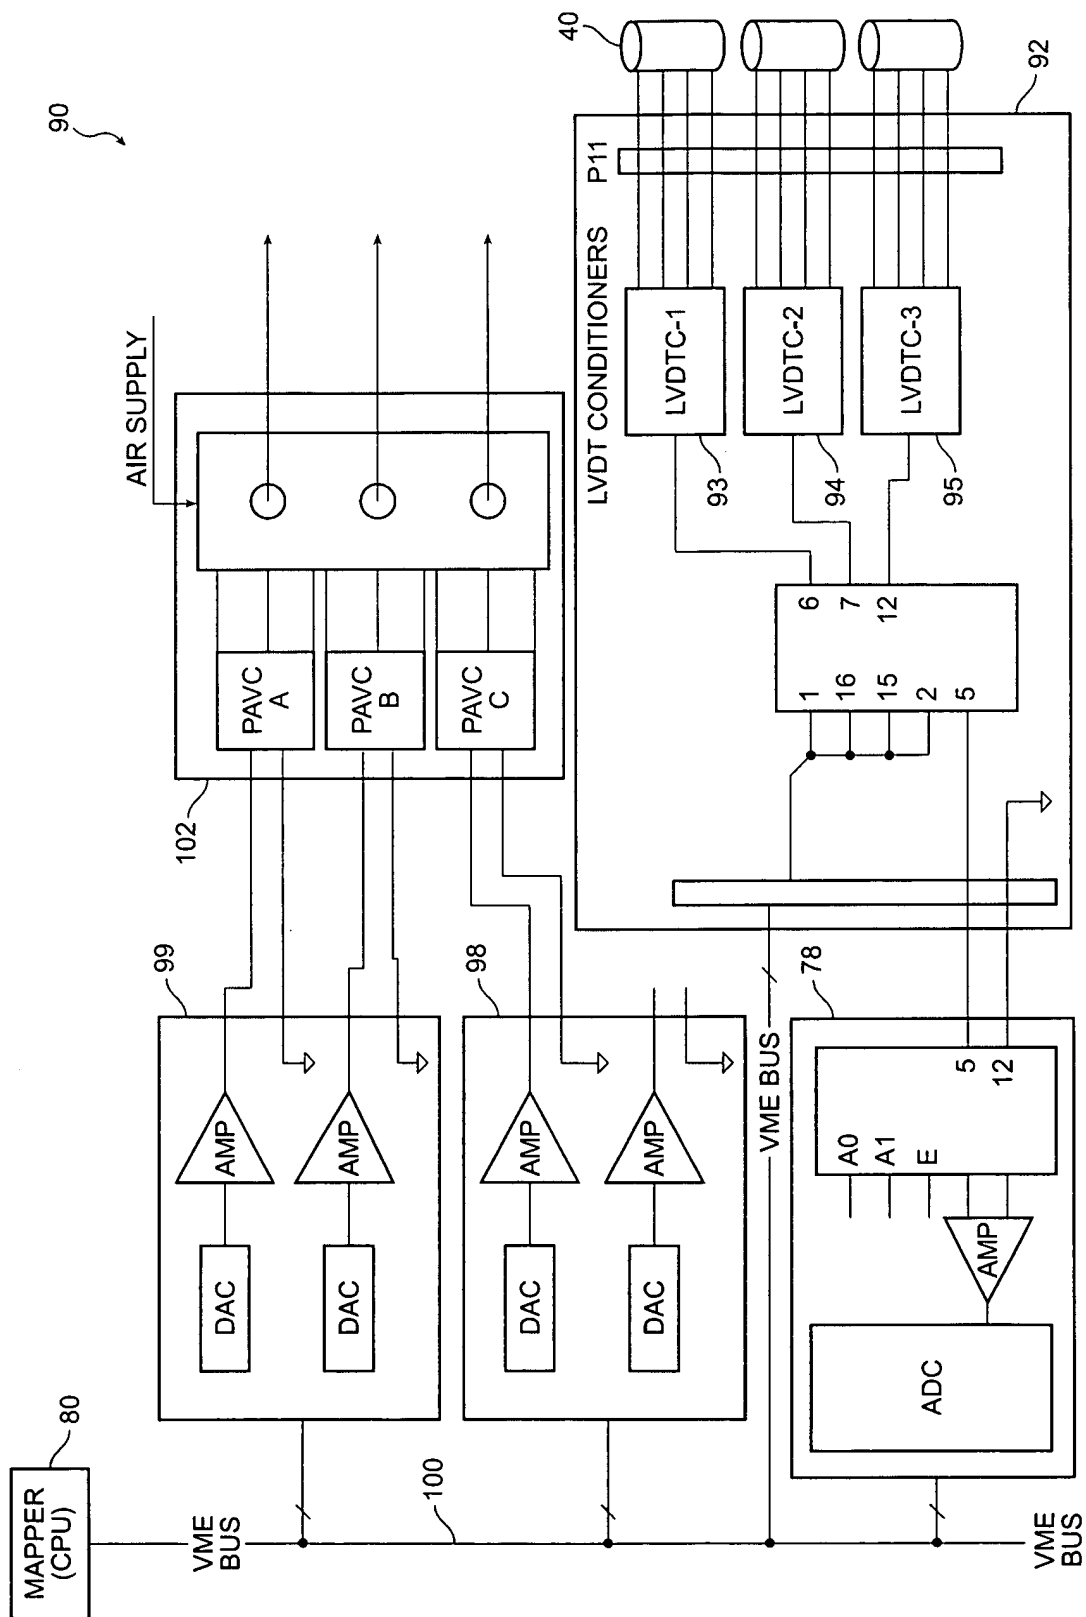 90
MAPPER
(CPU)
80
VME
BUS
100
VME
BUS
99
DAC
AMP
DAC
AMP
98
DAC
AMP
DAC
AMP
102
AIR SUPPLY
PAVC
A
PAVC
B
PAVC
C
VME BUS
78
ADC
AMP
A0
A1
E
5
12
92
LVDT CONDITIONERS
P11
40
LVDTC-1
93
LVDTC-2
94
LVDTC-3
95
1
16
15
2
5
6
7
12